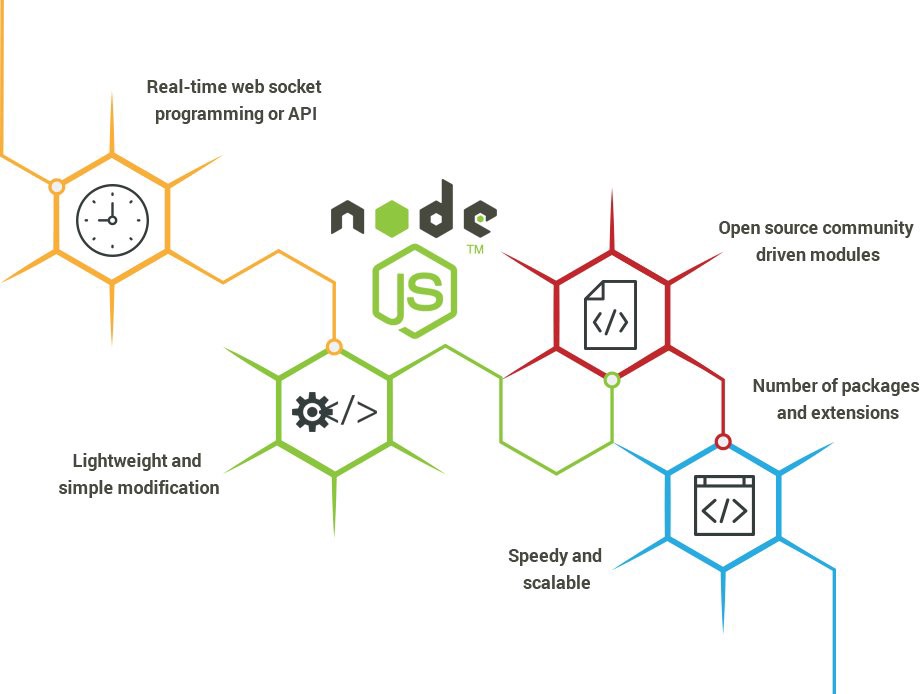 Real-time web socket
programming or API
node
TM
JS
Open source community
driven modules
</>
</>
Number of packages
and extensions
Lightweight and
simple modification
</>
Speedy and
scalable